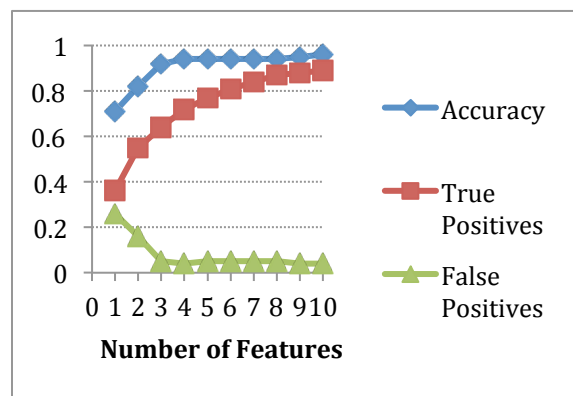 1
0.8
0.6
0.4
0.2
0
0 1 2 3 4 5 6 7 8 9 10
Number of Features
Accuracy
True
Positives
False
Positives